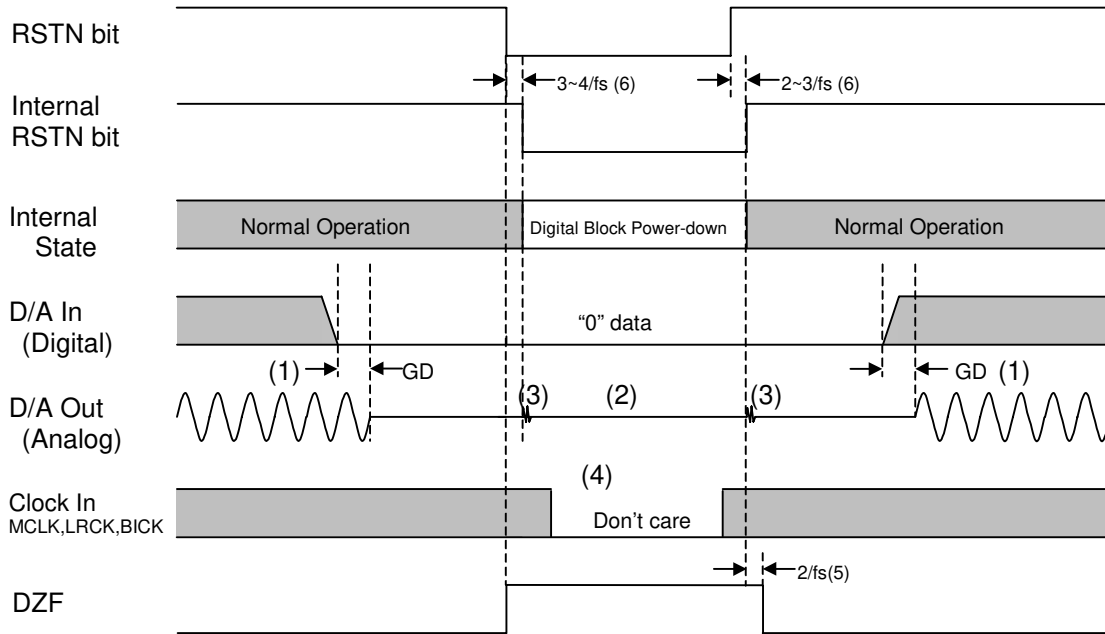 RSTN bit
3~4/fs (6)
2~3/fs (6)
Internal
RSTN bit
Internal
State
Normal Operation
Digital Block Power-down
Normal Operation
D/A In
(Digital)
“0” data
(1)
GD
GD
(1)
D/A Out
(Analog)
(3)
(2)
(3)
(4)
Clock In
MCLK,LRCK,BICK
Don’t care
2/fs(5)
DZF